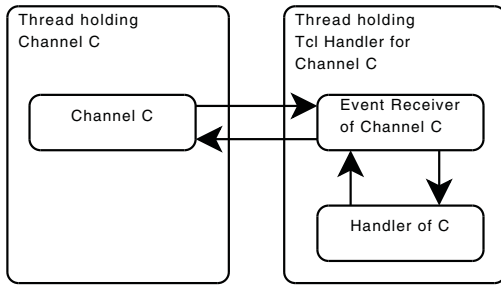 Thread holding
Channel C
Channel C
Thread holding
Tcl Handler for
Channel C
Event Receiver
of Channel C
Handler of C